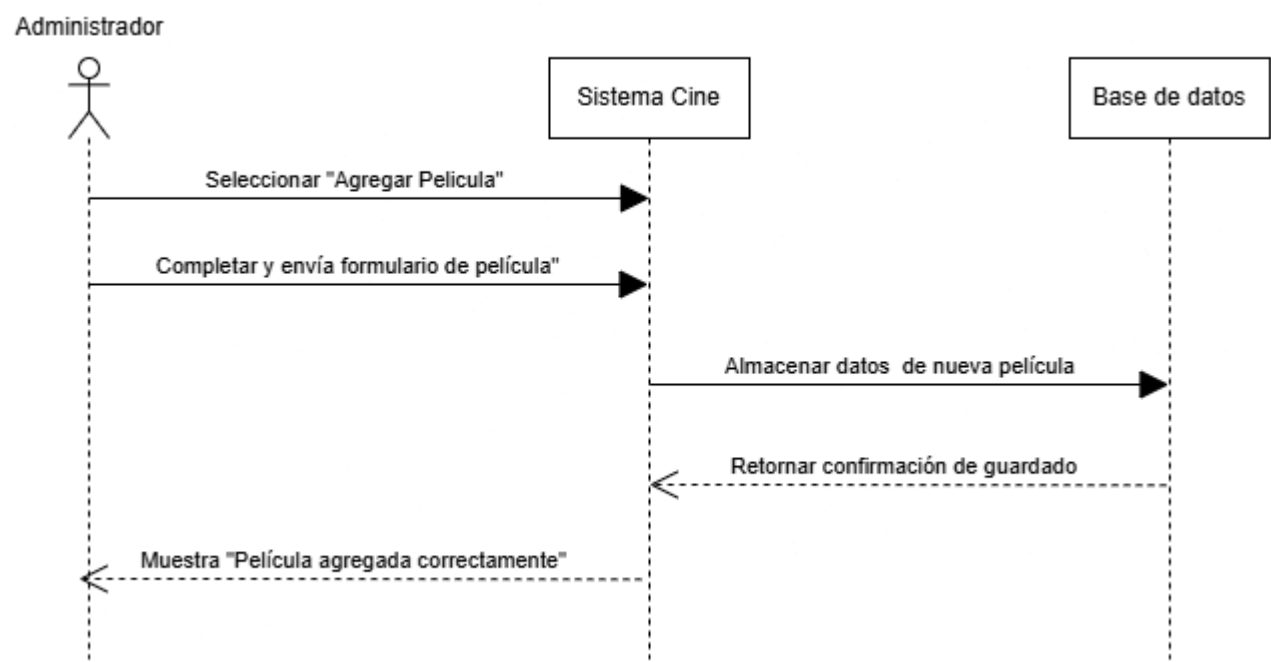 Administrador
Sistema Cine
Base de datos
Seleccionar "Agregar Pelicula"
Completar y envía formulario de película"
Almacenar datos  de nueva película
Retornar confirmación de guardado
Muestra "Película agregada correctamente"